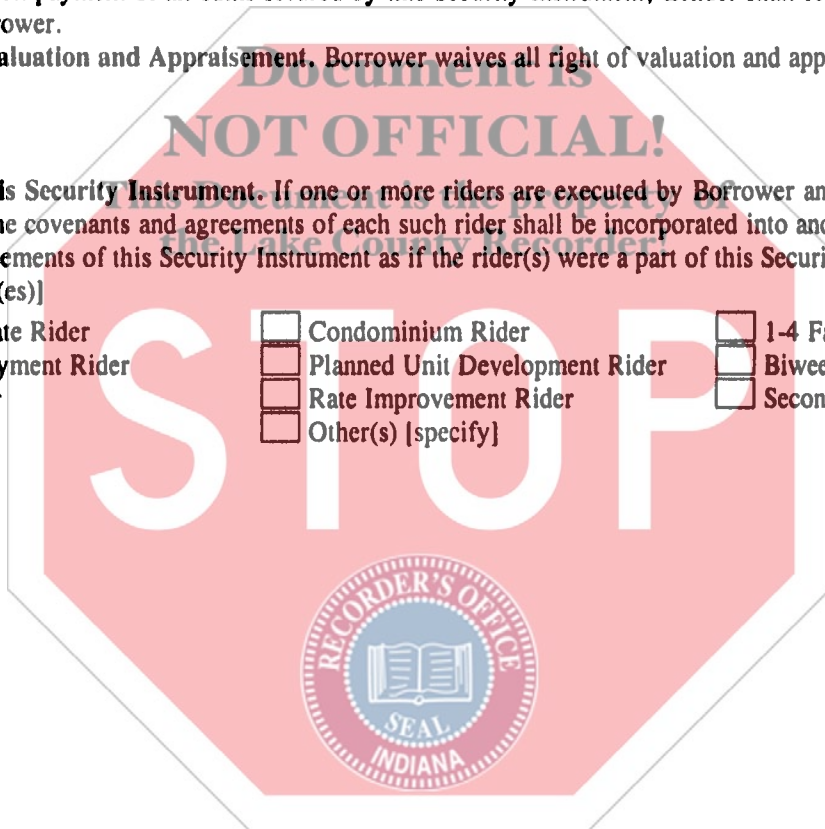 rower.
aluation and Appraisement. Borrower waives all right of valuation and app
Document is
NOT OFFICIAL!
This Document is the property of
the Lake County Recorder!
is Security Instrument. If one or more riders are executed by Borrower an
e covenants and agreements of each such rider shall be incorporated into and
ements of this Security Instrument as if the rider(s) were a part of this Securi
(es)]
te Rider
Condominium Rider
1-4 Fa
yment Rider
Planned Unit Development Rider
Biwee
Rate Improvement Rider
Secon
Other(s) [specify]
STOP
RECORDER'S OFFICE
SEAL
INDIANA